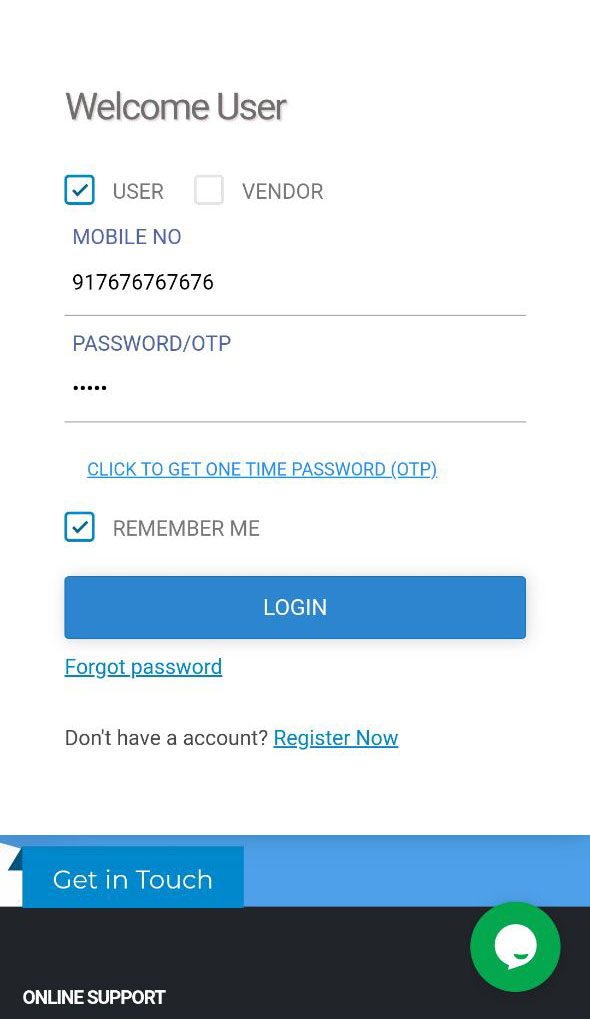 Welcome User
USER VENDOR
MOBILE NO
917676767676
PASSWORD/OTP
•••••
CLICK TO GET ONE TIME PASSWORD (OTP)
REMEMBER ME
LOGIN
Forgot password
Don't have a account? Register Now
Get in Touch
ONLINE SUPPORT